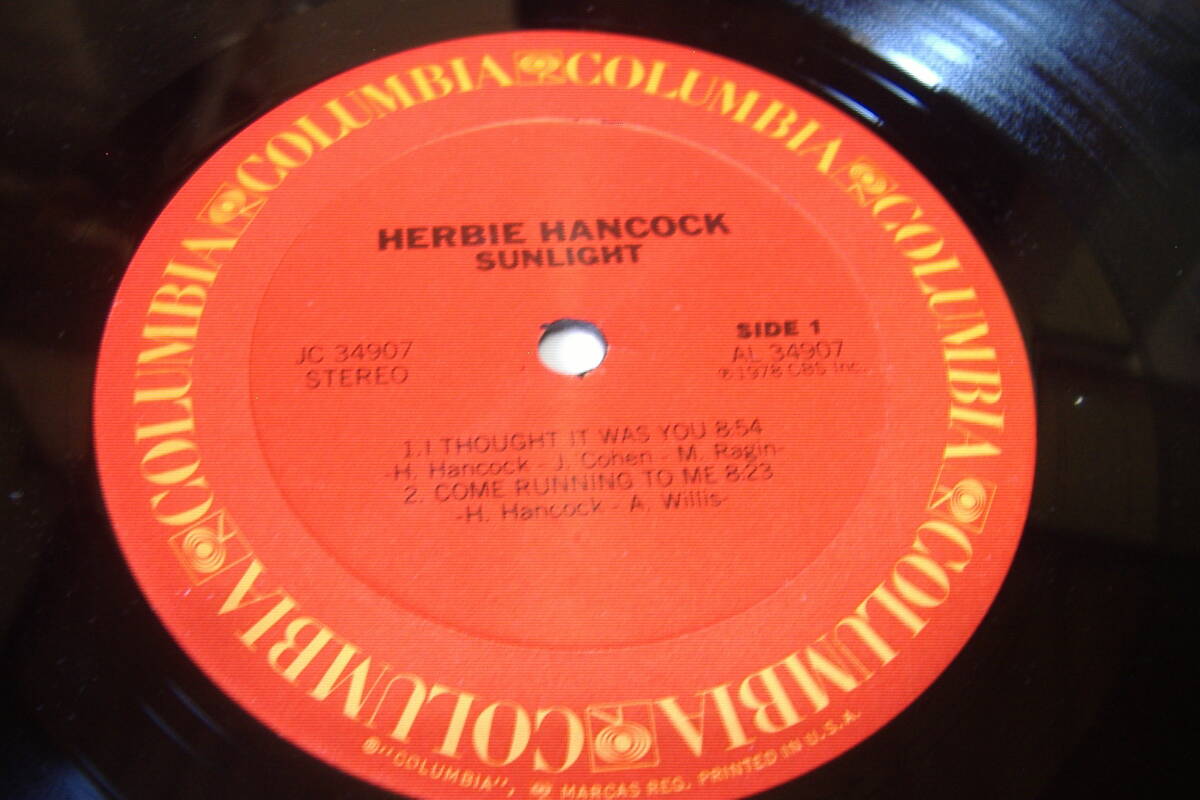 COLUMBIA COLUMBIA COLUMBIA COLUMBIA COLUMBIA COLUMBIA COLUMBIA
HERBIE HANCOCK
SUNLIGHT
JC 34907
STEREO
SIDE 1
AL 34907
℗1978 CBS Inc.
1. I THOUGHT IT WAS YOU 8:54
-H. Hancock - J. Cohen - M. Ragin-
2. COME RUNNING TO ME 8:23
-H. Hancock - A. Willis-
® "COLUMBIA", MARCAS REG. PRINTED IN U.S.A.